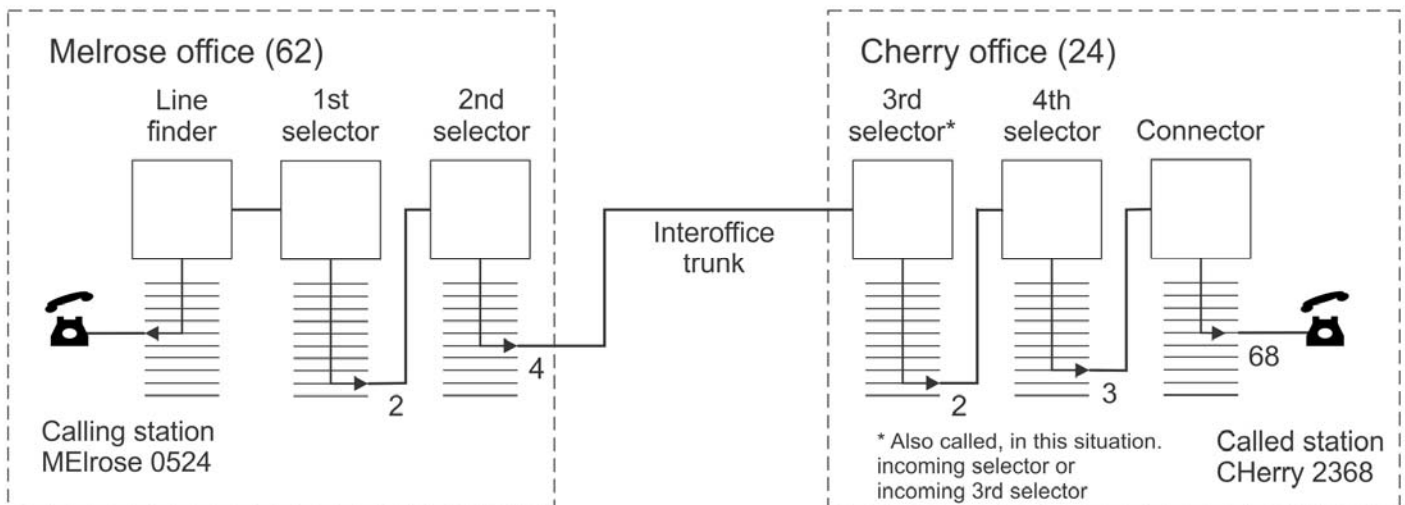 Melrose office (62)
Line
finder
1st
selector
2nd
selector
2
4
Calling station
MElrose 0524
Interoffice
trunk
Cherry office (24)
3rd
selector*
4th
selector
Connector
2
3
68
* Also called, in this situation.
incoming selector or
incoming 3rd selector
Called station
CHerry 2368